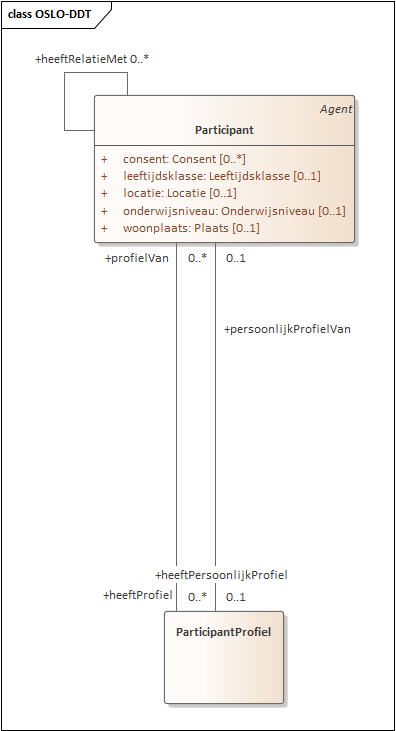 class OSLO-DDT
+heeftRelatieMet 0..*
Agent
Participant
+ consent: Consent [0..*]
+ leeftijdsklasse: Leeftijdsklasse [0..1]
+ locatie: Locatie [0..1]
+ onderwijsniveau: Onderwijsniveau [0..1]
+ woonplaats: Plaats [0..1]
+profielVan 0..* 0..1
+persoonlijkProfielVan
+heeftPersoonlijkProfiel
+heeftProfiel 0..* 0..1
ParticipantProfiel